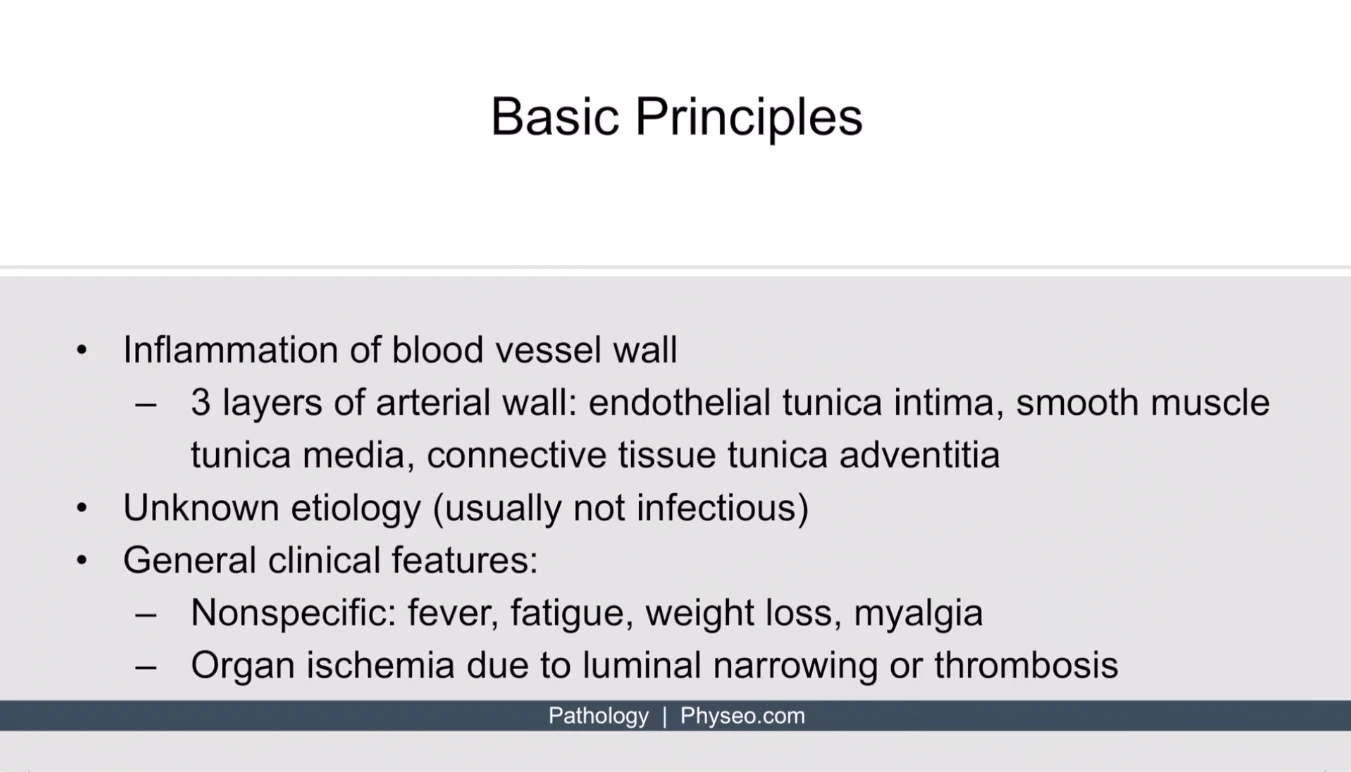 Basic Principles
• Inflammation of blood vessel wall
– 3 layers of arterial wall: endothelial tunica intima, smooth muscle
tunica media, connective tissue tunica adventitia
• Unknown etiology (usually not infectious)
• General clinical features:
– Nonspecific: fever, fatigue, weight loss, myalgia
– Organ ischemia due to luminal narrowing or thrombosis
Pathology | Physeo.com